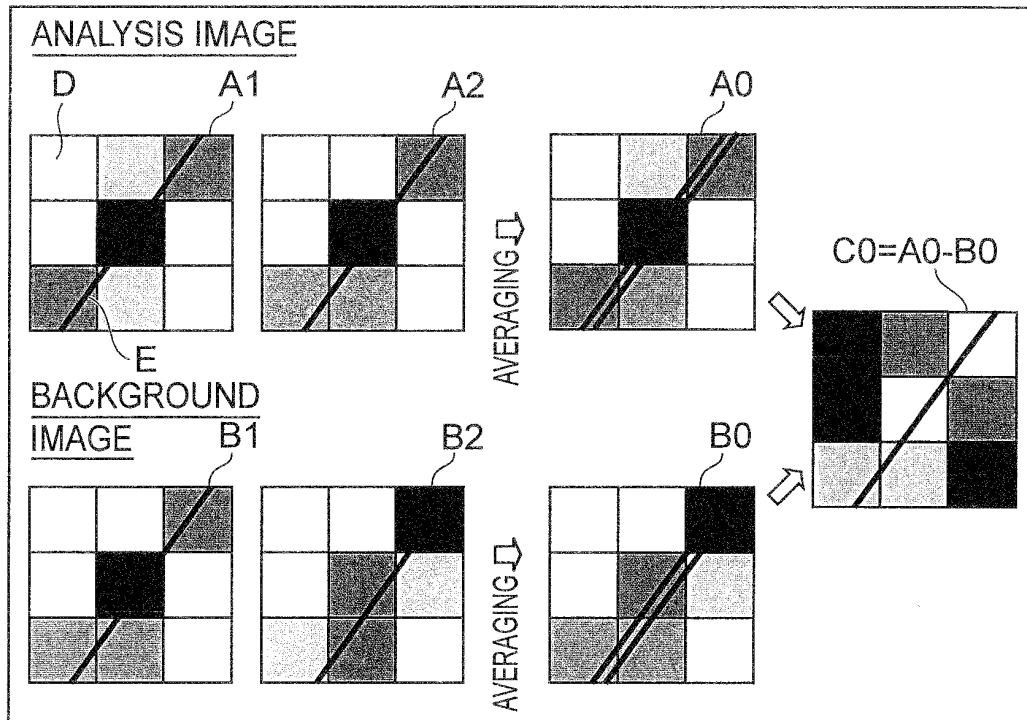 ANALYSIS IMAGE
D
A1
A2
A0
AVERAGING
E
C0=A0-B0
BACKGROUND
IMAGE
B1
B2
B0
AVERAGING